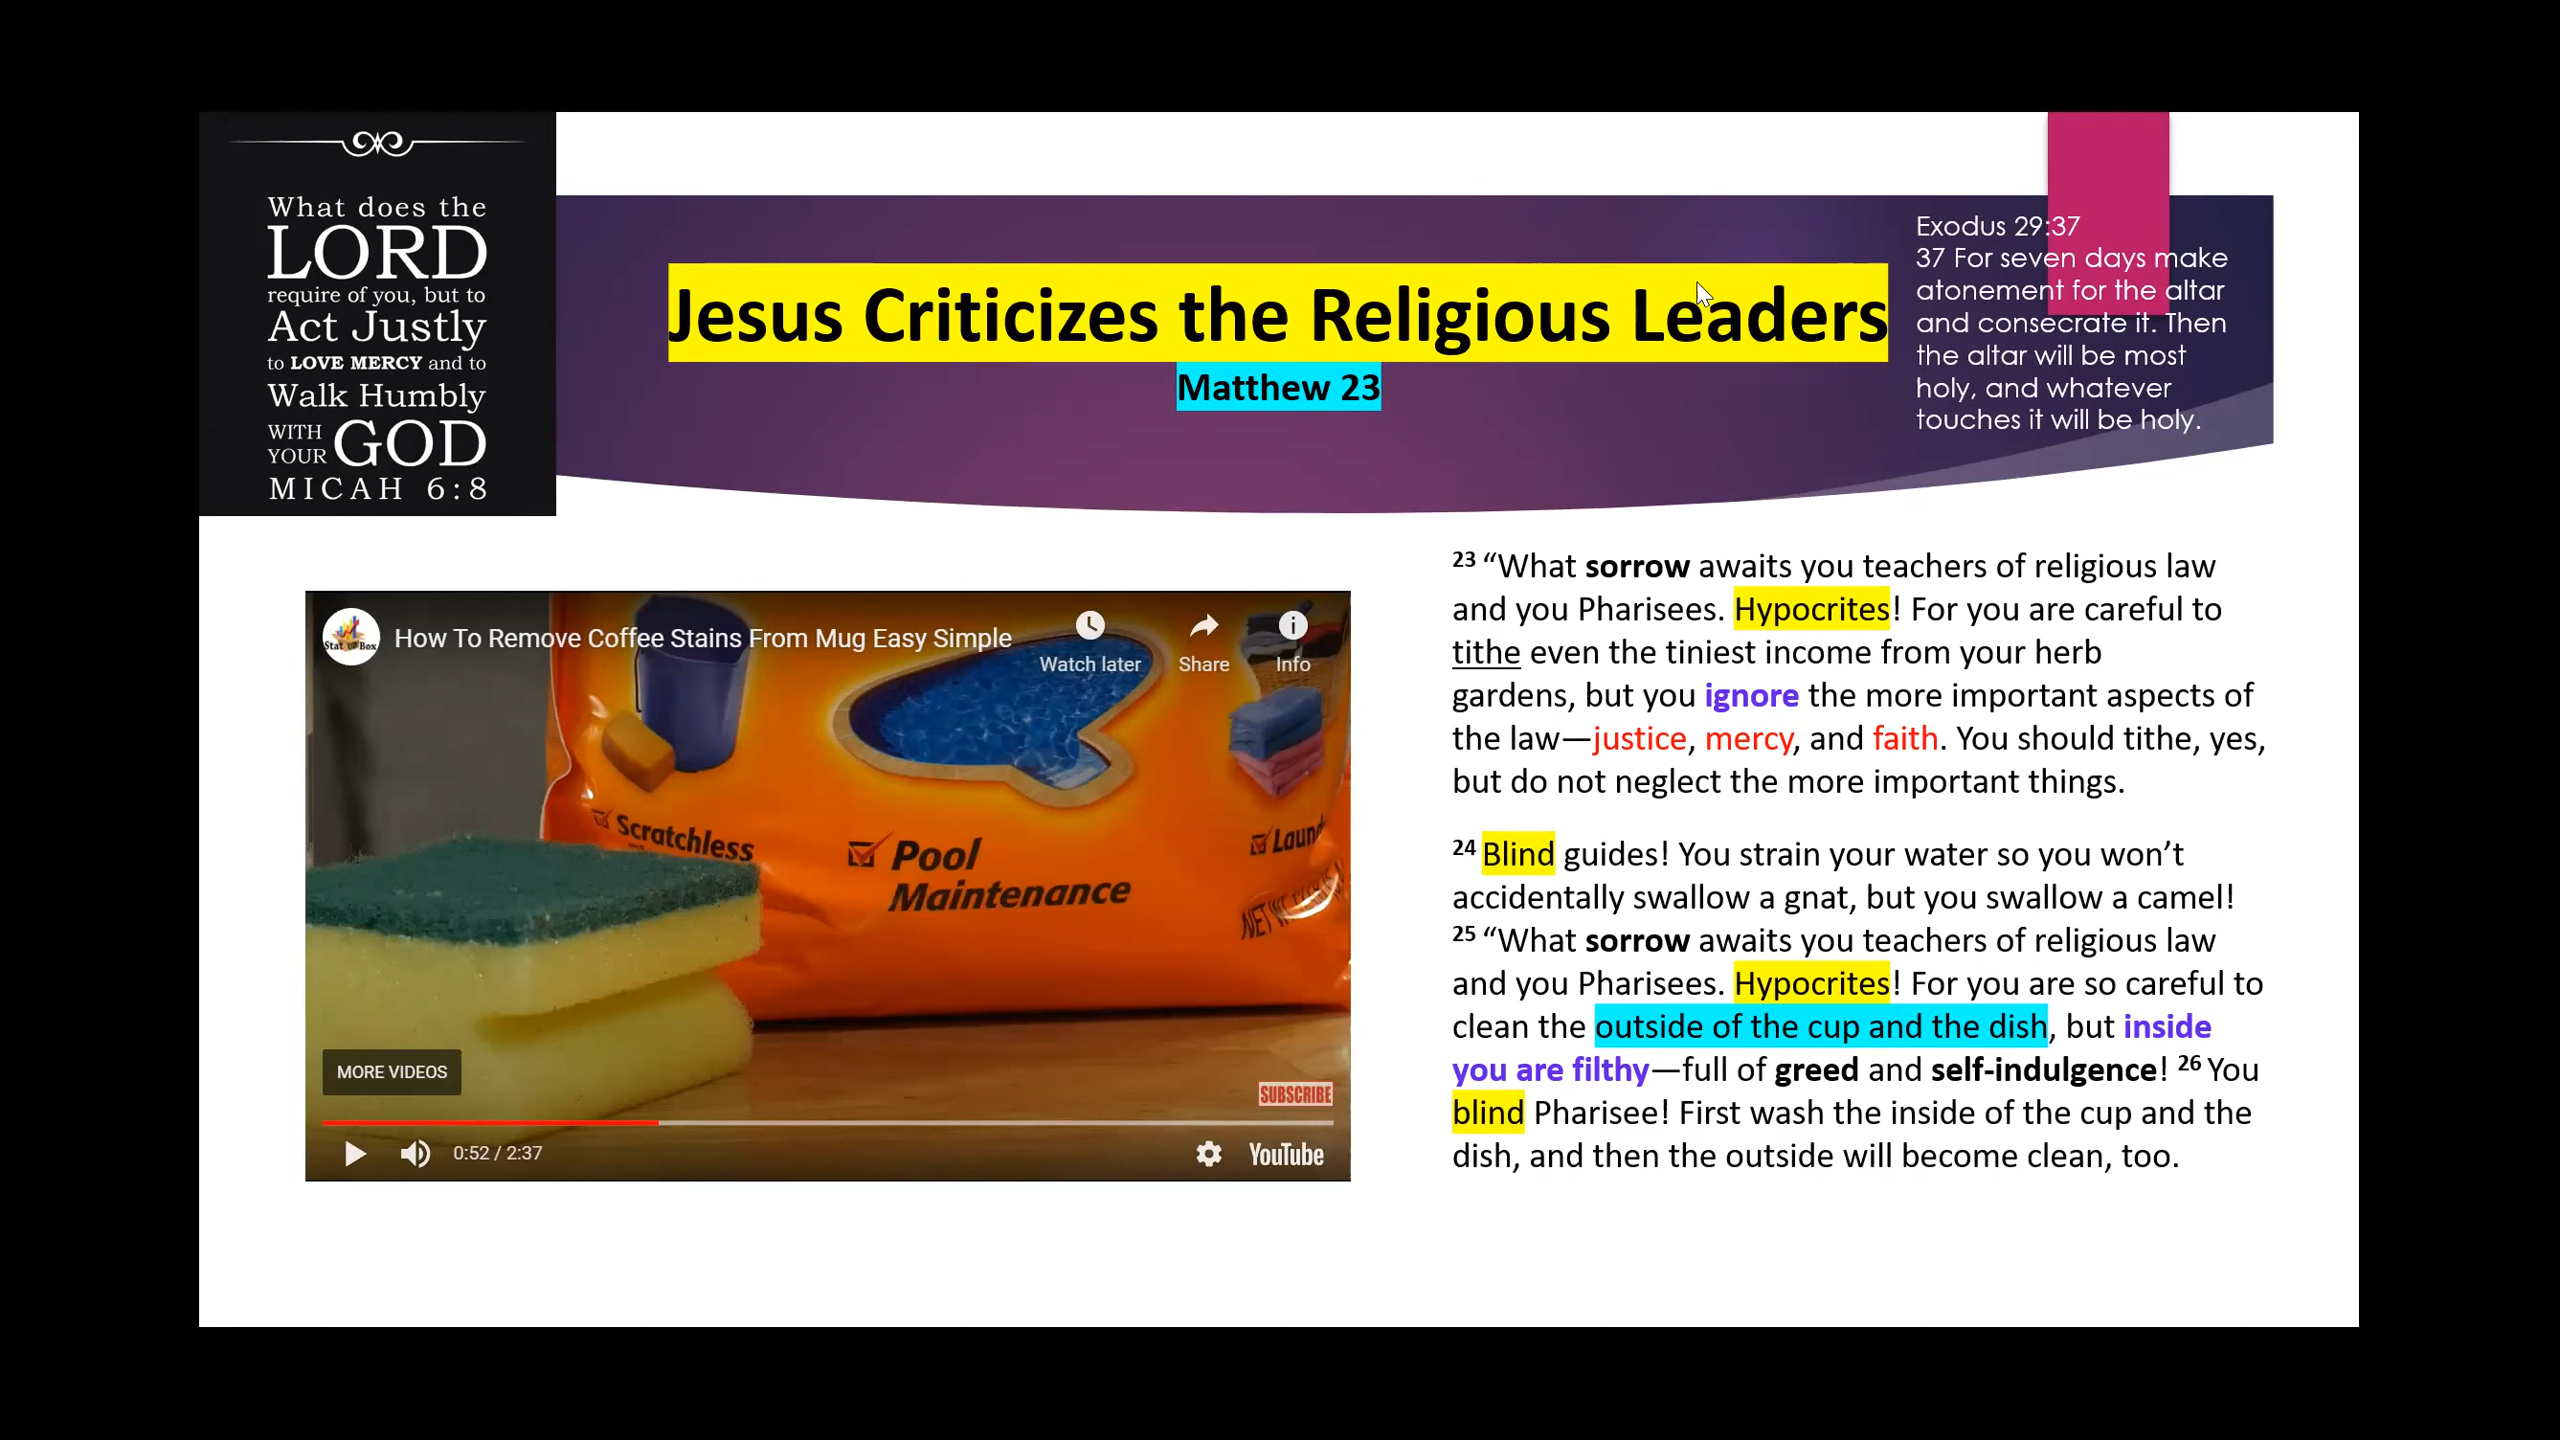 What does the
LORD
require of you, but to
Act Justly
to LOVE MERCY and to
Walk Humbly
WITH YOUR GOD
MICAH 6:8
Jesus Criticizes the Religious Leaders
Matthew 23
Exodus 29:37
37 For seven days make
atonement for the altar
and consecrate it. Then
the altar will be most
holy, and whatever
touches it will be holy.
How To Remove Coffee Stains From Mug Easy Simple
Watch later
Share
Info
Scratchless
Pool
Maintenance
NET W
MORE VIDEOS
SUBSCRIBE
0:52 / 2:37
YouTube
23 “What sorrow awaits you teachers of religious law
and you Pharisees. Hypocrites! For you are careful to
tithe even the tiniest income from your herb
gardens, but you ignore the more important aspects of
the law—justice, mercy, and faith. You should tithe, yes,
but do not neglect the more important things.
24 Blind guides! You strain your water so you won’t
accidentally swallow a gnat, but you swallow a camel!
25 “What sorrow awaits you teachers of religious law
and you Pharisees. Hypocrites! For you are so careful to
clean the outside of the cup and the dish, but inside
you are filthy—full of greed and self-indulgence! 26 You
blind Pharisee! First wash the inside of the cup and the
dish, and then the outside will become clean, too.